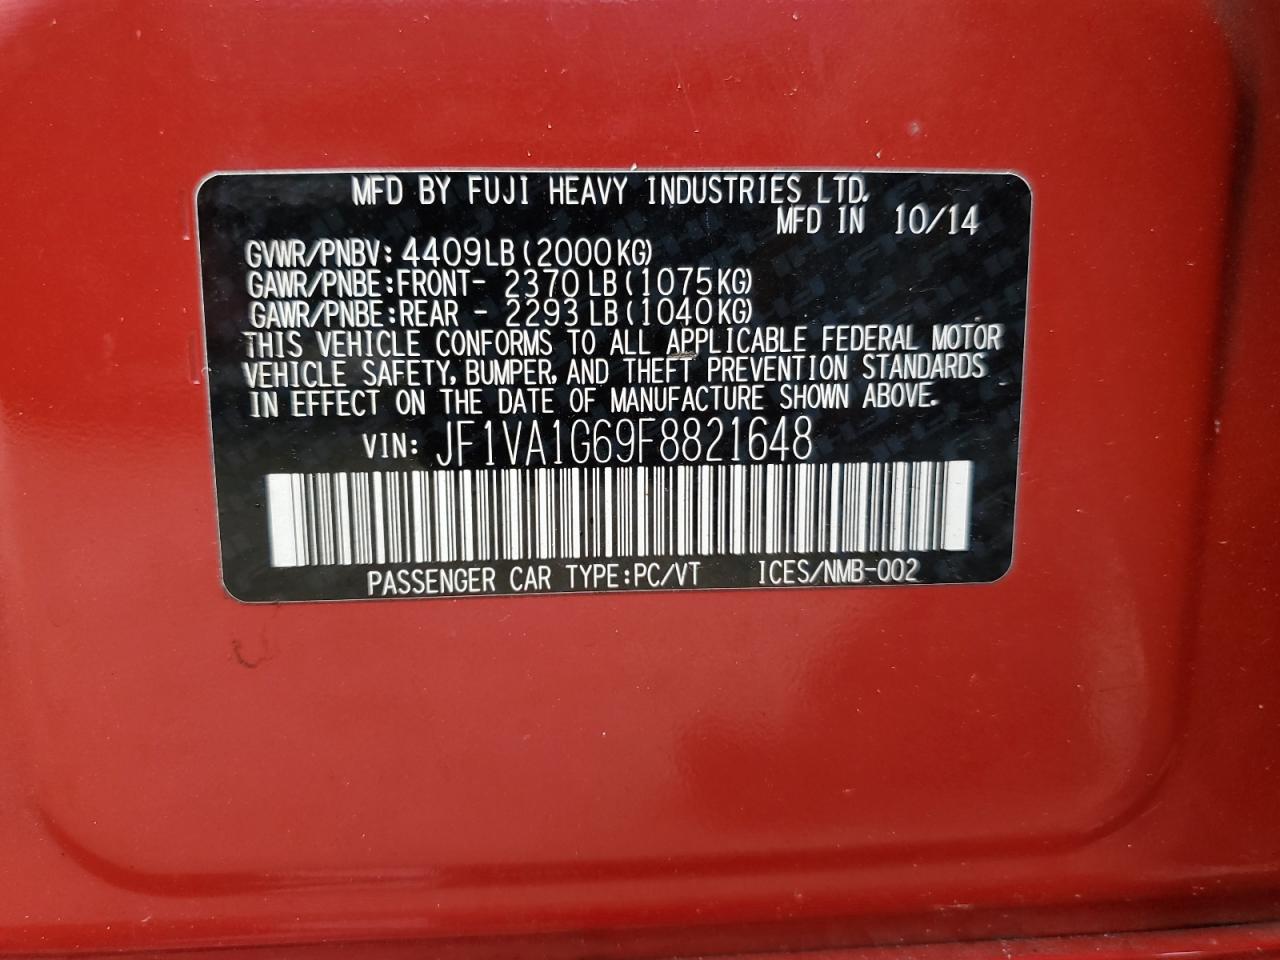 MFD BY FUJI HEAVY INDUSTRIES LTD.
MFD IN 10/14
GVWR/PNBV: 4409LB(2000KG)
GAWR/PNBE:FRONT- 2370LB(1075KG)
GAWR/PNBE:REAR - 2293LB(1040KG)
THIS VEHICLE CONFORMS TO ALL APPLICABLE FEDERAL MOTOR
VEHICLE SAFETY, BUMPER, AND THEFT PREVENTION STANDARDS
IN EFFECT ON THE DATE OF MANUFACTURE SHOWN ABOVE.
VIN: JF1VA1G69F8821648
PASSENGER CAR TYPE:PC/VT ICES/NMB-002